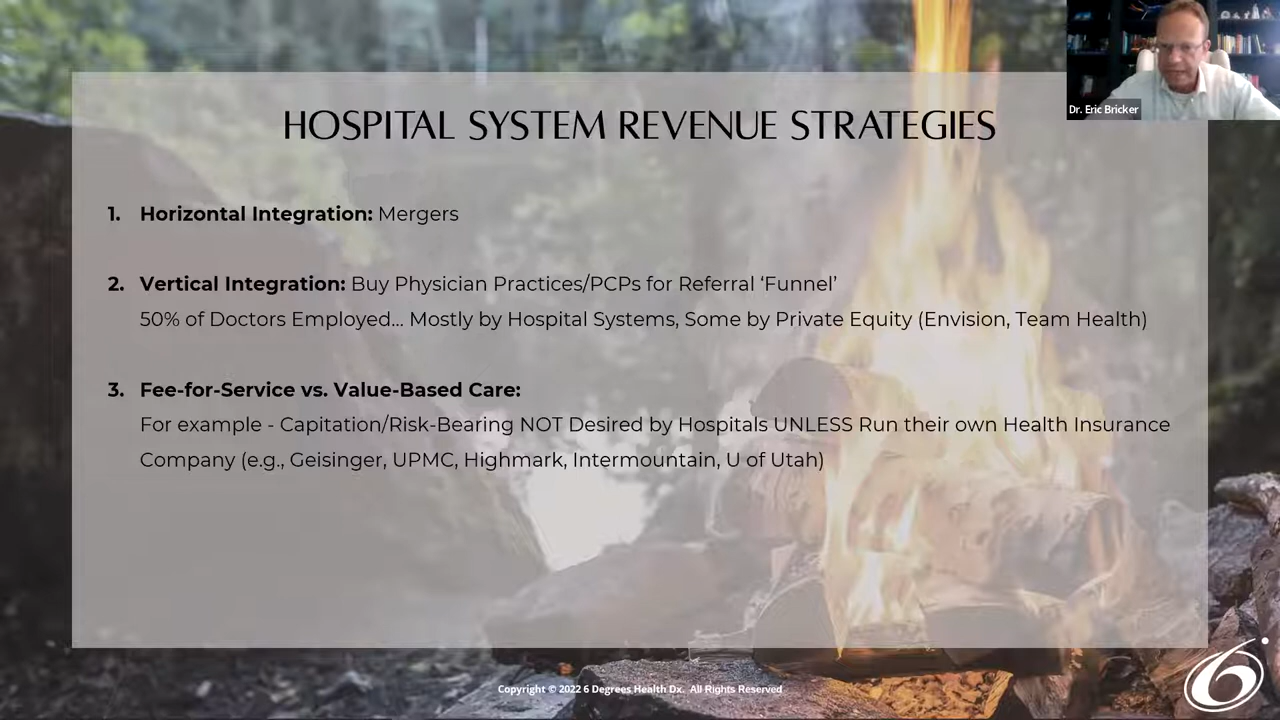 HOSPITAL SYSTEM REVENUE STRATEGIES
Dr. Eric Bricker
1. Horizontal Integration: Mergers
2. Vertical Integration: Buy Physician Practices/PCPs for Referral ‘Funnel’
50% of Doctors Employed... Mostly by Hospital Systems, Some by Private Equity (Envision, Team Health)
3. Fee-for-Service vs. Value-Based Care:
For example - Capitation/Risk-Bearing NOT Desired by Hospitals UNLESS Run their own Health Insurance
Company (e.g., Geisinger, UPMC, Highmark, Intermountain, U of Utah)
6
Copyright © 2022 6 Degrees Health Dx. All Rights Reserved